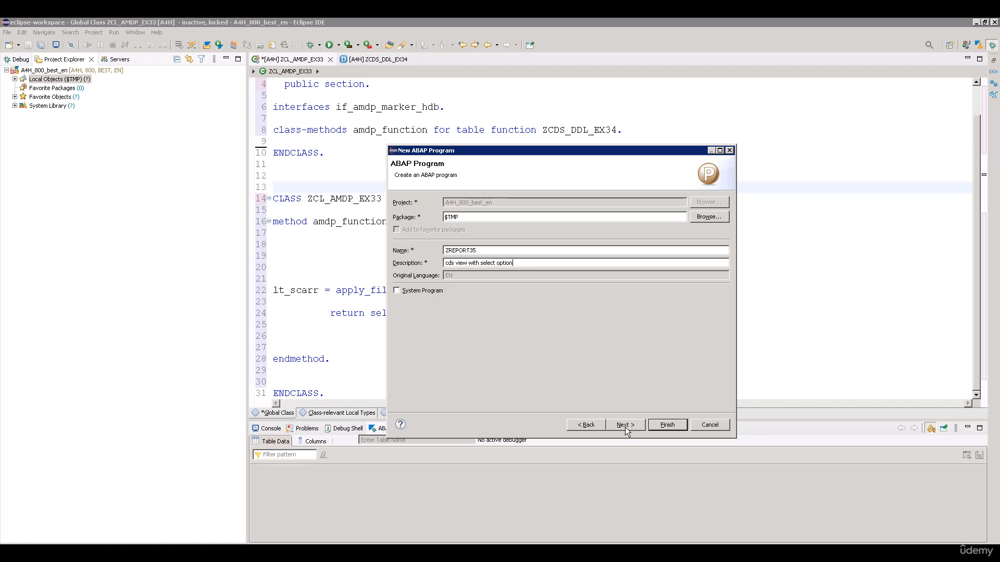 eclipse-workspace - Global Class ZCL_AMDP_EX33 [A4H] - inactive, locked - A4H_800_best_en - Eclipse IDE
File Edit Navigate Search Project Run Window Help
Debug Project Explorer Servers
*[A4H] ZCL_AMDP_EX33 [A4H] ZCDS_DDL_EX34
A4H_800_best_en [A4H, 800, BEST, EN]
ZCL_AMDP_EX33
Local Objects ($TMP) (?)
Favorite Packages (0)
Favorite Objects (?)
System Library (?)
4 public section.
5
6 interfaces if_amdp_marker_hdb.
7
8 class-methods amdp_function for table function ZCDS_DDL_EX34.
9
10 ENDCLASS.
11
12
13
14 CLASS ZCL_AMDP_EX33
15
16 method amdp_function
17
18
19
20
21
22 lt_scarr = apply_fil
23
24 return sel
25
26
27
28 endmethod.
29
30
31 ENDCLASS.
New ABAP Program
ABAP Program
Create an ABAP program
P
Project: * A4H_800_best_en Browse...
Package: * $TMP Browse...
Add to favorite packages
Name: * ZREPORT35
Description: * cds view with select option
Original Language: EN
System Program
? < Back Next > Finish Cancel
*Global Class Class-relevant Local Types
Console Problems Debug Shell
Table Data Columns Enter Table Name No active debugger
Filter pattern
udemy